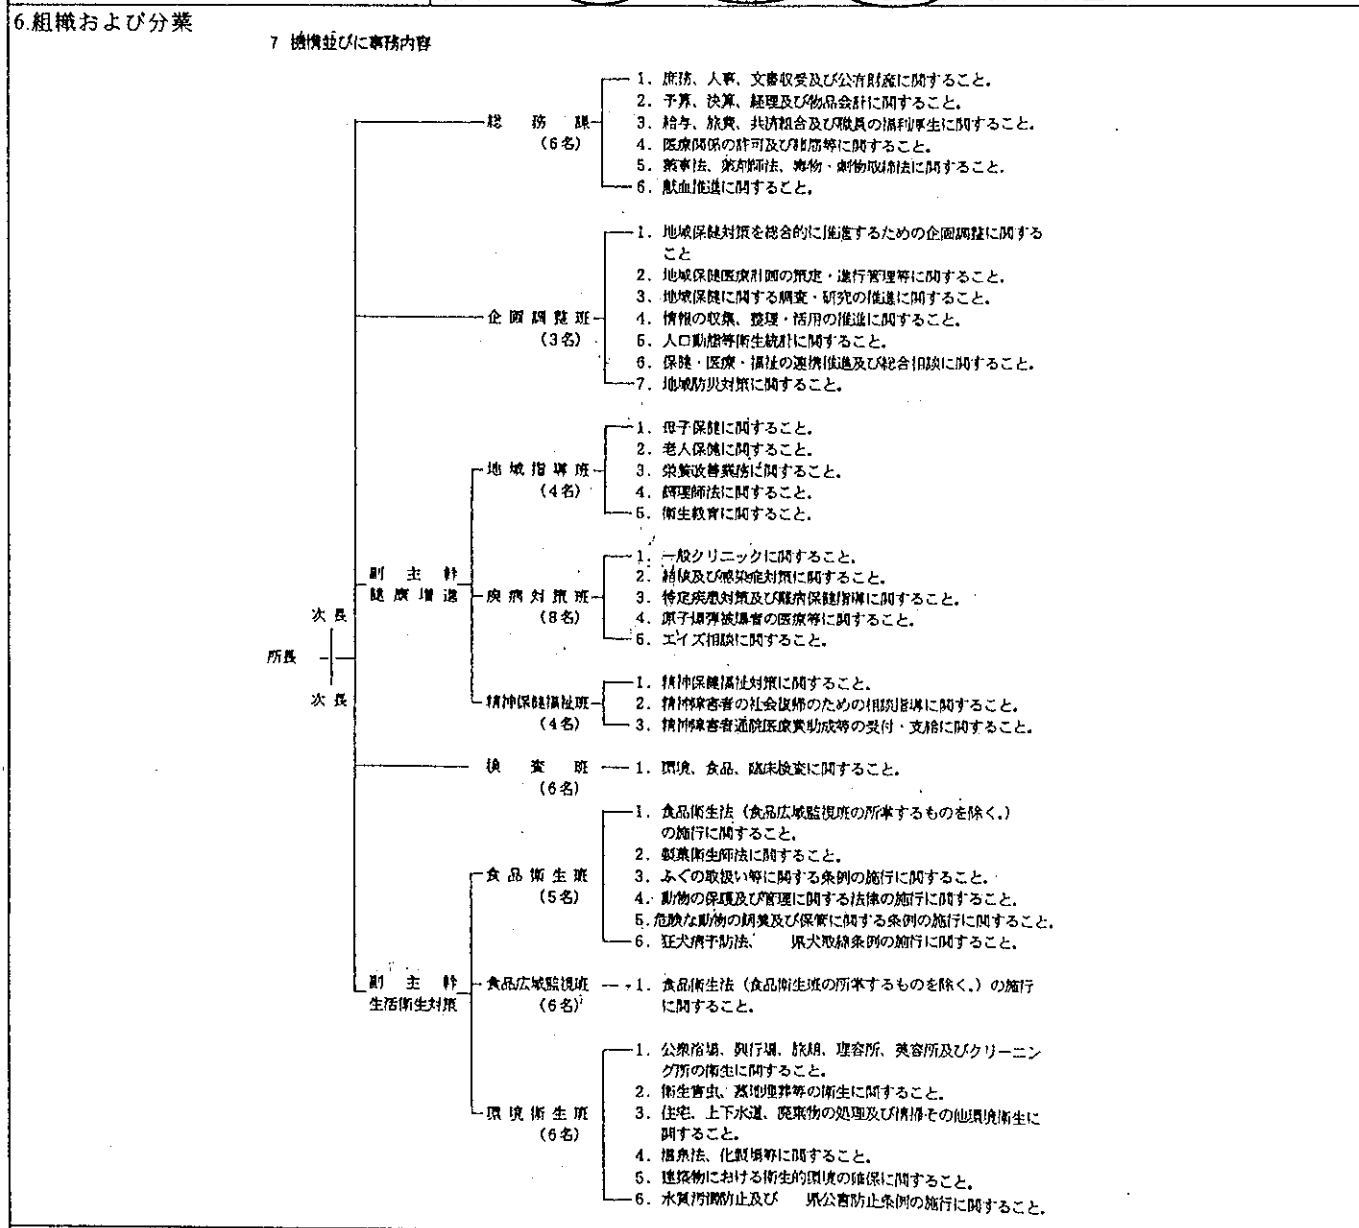 6.組織および分業
7 機構並びに事務内容
所長
次長
次長
総務課
(6名)
1. 庶務、人事、文書収受及び公有財産に関すること。
2. 予算、決算、経理及び物品会計に関すること。
3. 給与、旅費、共済組合及び職員の福利厚生に関すること。
4. 医療関係の許可及び 等に関すること。
5. 薬事法、薬剤師法、毒物・劇物取締法に関すること。
6. 献血推進に関すること。
企画調整班
(3名)
1. 地域保健対策を総合的に推進するための企画調整に関する
こと
2. 地域保健医療計画の策定・進行管理等に関すること。
3. 地域保健に関する調査・研究の推進に関すること。
4. 情報の収集、整理・活用の推進に関すること。
5. 人口動態等衛生統計に関すること。
6. 保健・医療・福祉の連携推進及び総合相談に関すること。
7. 地域防災対策に関すること。
副主幹
健康増進
地域指導班
(4名)
1. 母子保健に関すること。
2. 老人保健に関すること。
3. 栄養改善業務に関すること。
4. 調理師法に関すること。
5. 衛生教育に関すること。
疾病対策班
(8名)
1. 一般クリニックに関すること。
2. 結核及び感染症対策に関すること。
3. 特定疾患対策及び難病保健指導に関すること。
4. 原子爆弾被爆者の医療等に関すること。
5. エイズ相談に関すること。
精神保健福祉班
(4名)
1. 精神保健福祉対策に関すること。
2. 精神障害者の社会復帰のための相談指導に関すること。
3. 精神障害者通院医療費助成等の受付・支給に関すること。
検査班
(6名)
1. 環境、食品、臨床検査に関すること。
副主幹
生活衛生対策
食品衛生班
(5名)
1. 食品衛生法(食品広域監視班の所掌するものを除く。)
の施行に関すること。
2. 製菓衛生師法に関すること。
3. ふぐの取扱い等に関する条例の施行に関すること。
4. 動物の保護及び管理に関する法律の施行に関すること。
5. 危険な動物の飼養及び保管に関する条例の施行に関すること。
6. 狂犬病予防法、 県犬取締条例の施行に関すること。
食品広域監視班
(6名)
1. 食品衛生法(食品衛生班の所掌するものを除く。)の施行
に関すること。
環境衛生班
(6名)
1. 公衆浴場、興行場、旅館、理容所、美容所及びクリーニン
グ所の衛生に関すること。
2. 衛生害虫、墓地埋葬等の衛生に関すること。
3. 住宅、上下水道、廃棄物の処理及び清掃その他環境衛生に
関すること。
4. 温泉法、化製場等に関すること。
5. 建築物における衛生的環境の確保に関すること。
6. 水質汚濁防止及び 県公害防止条例の施行に関すること。